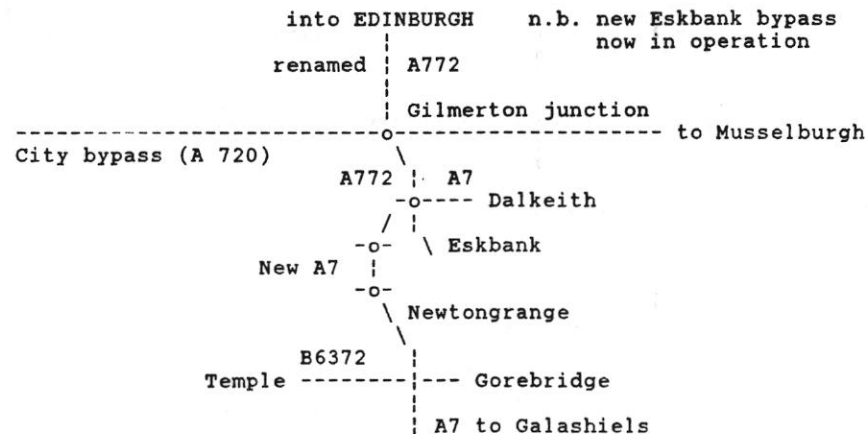 into EDINBURGH n.b. new Eskbank bypass
now in operation
renamed A772
Gilmerton junction
to Musselburgh
City bypass (A 720)
A772 A7
Dalkeith
Eskbank
New A7
Newtongrange
B6372
Temple Gorebridge
A7 to Galashiels